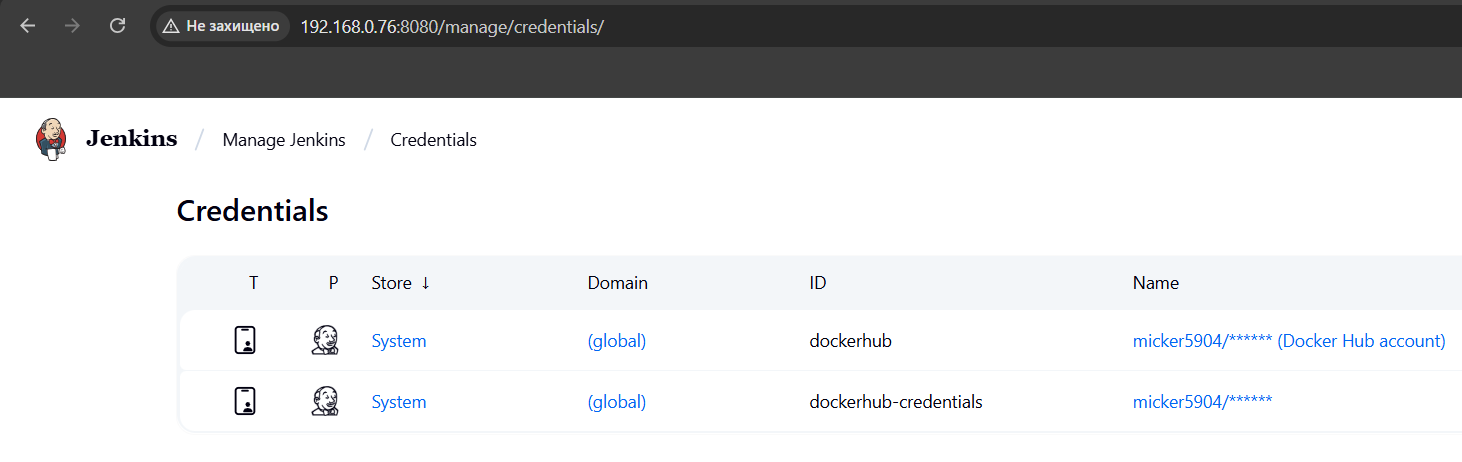 Не захищено 192.168.0.76:8080/manage/credentials/
Jenkins / Manage Jenkins / Credentials
Credentials
T P Store ↓ Domain ID Name
System (global) dockerhub micker5904/****** (Docker Hub account)
System (global) dockerhub-credentials micker5904/******